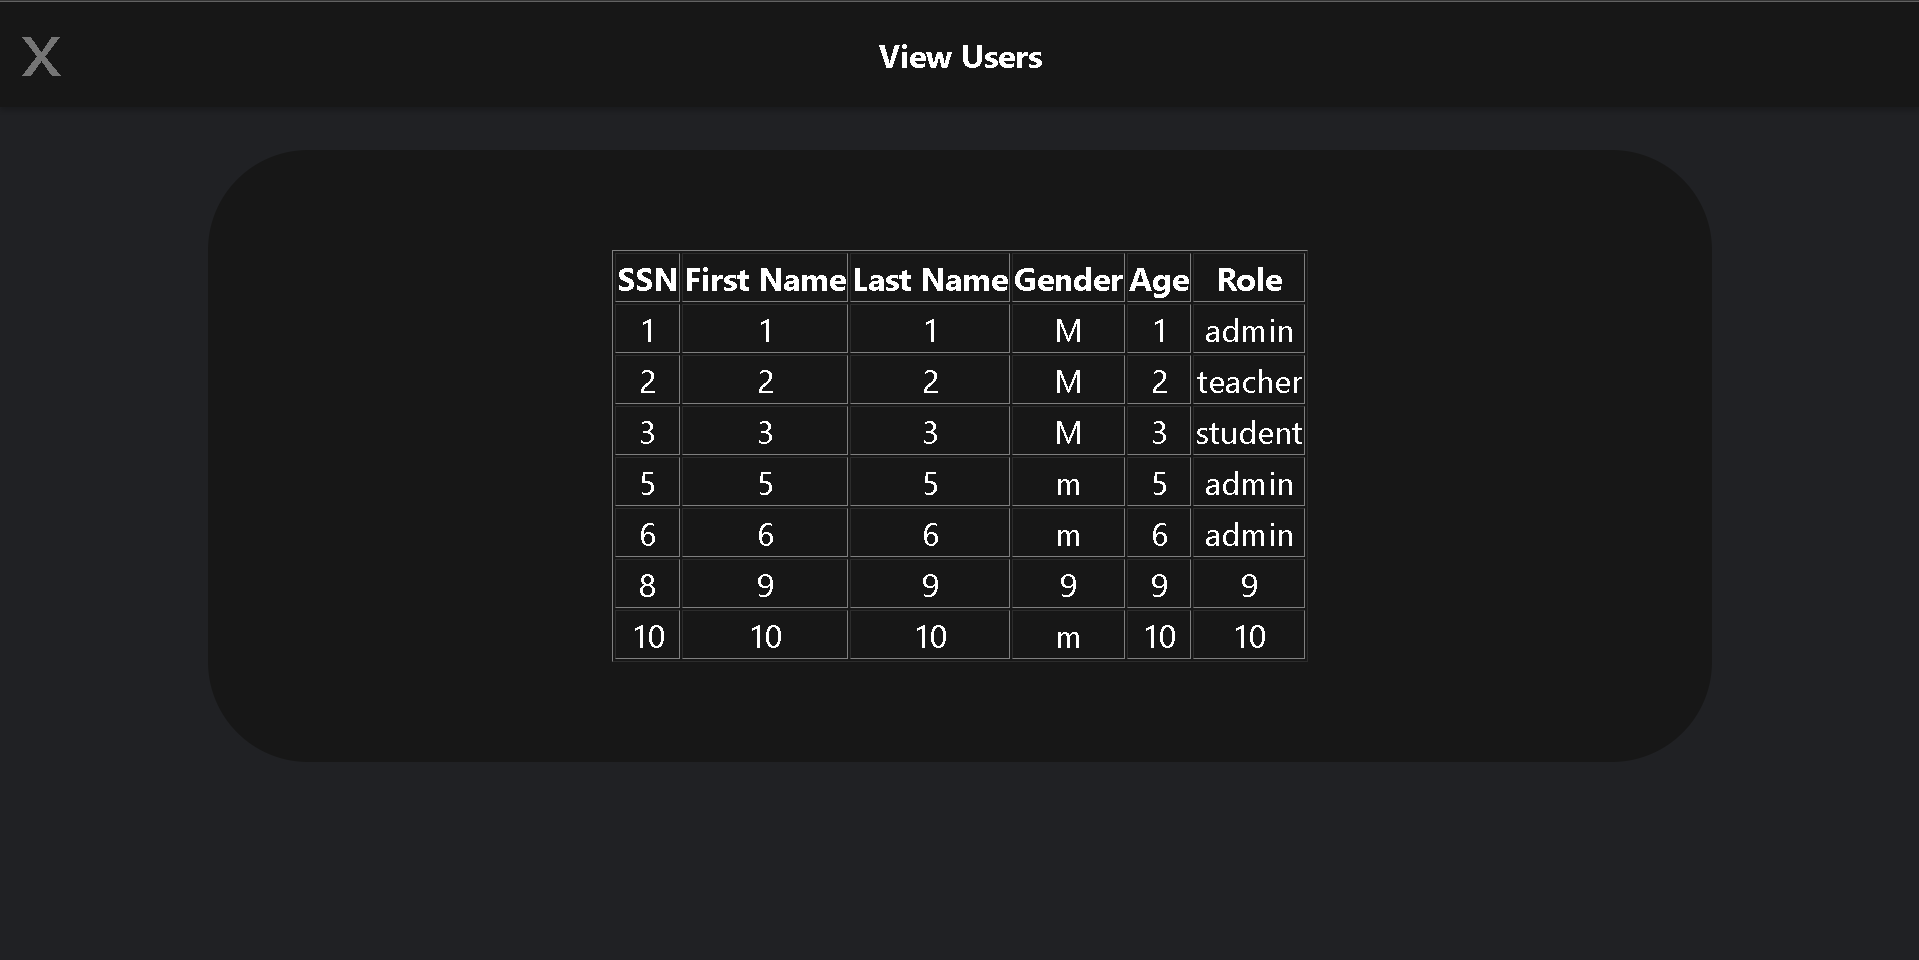 X
View Users
SSN First Name Last Name Gender Age Role
1 1 1 M 1 admin
2 2 2 M 2 teacher
3 3 3 M 3 student
5 5 5 m 5 admin
6 6 6 m 6 admin
8 9 9 9 9 9
10 10 10 m 10 10